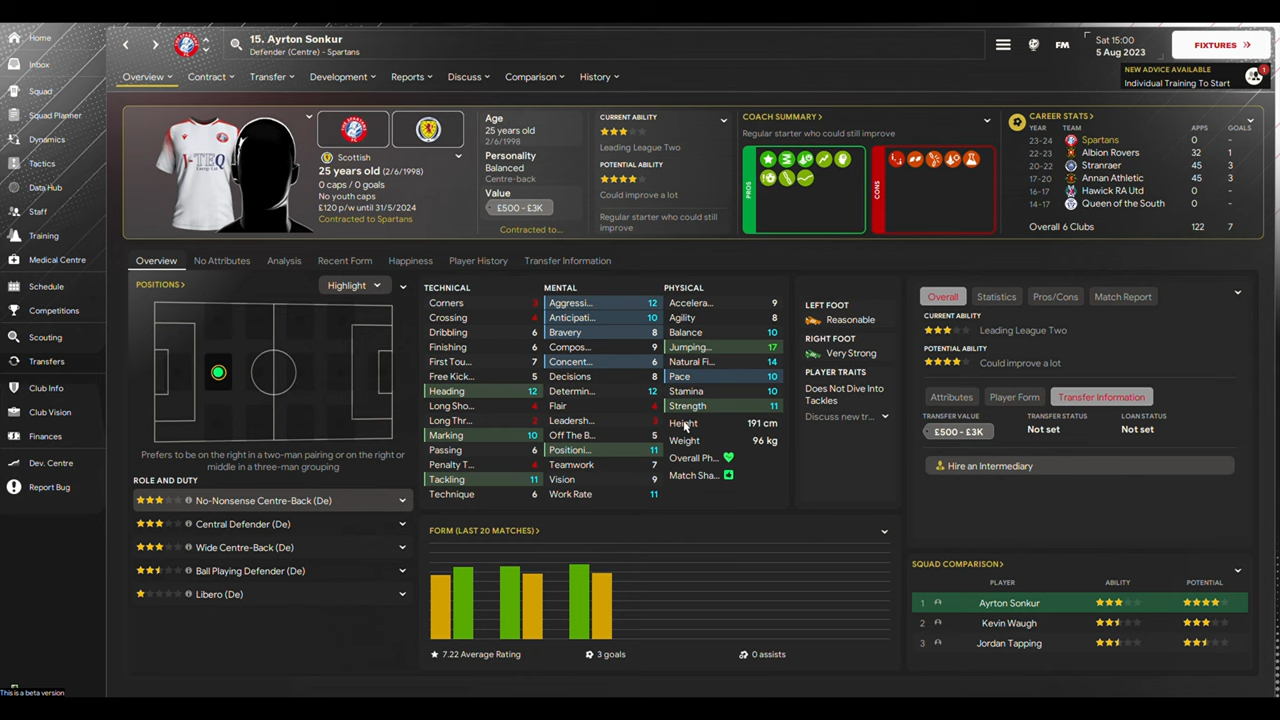 Home
Inbox
Squad
Squad Planner
Dynamics
Tactics
Data Hub
Staff
Training
Medical Centre
Schedule
Competitions
Scouting
Transfers
Club Info
Club Vision
Finances
Dev. Centre
Report Bug
This is a beta version
15. Ayrton Sonkur
Defender (Centre) - Spartans
FM
Sat 15:00
5 Aug 2023
FIXTURES
NEW ADVICE AVAILABLE
Individual Training To Start
1
Overview Contract Transfer Development Reports Discuss Comparison History
Scottish
25 years old (2/6/1998)
0 caps / 0 goals
No youth caps
£120 p/w until 31/5/2024
Contracted to Spartans
Age
25 years old
2/6/1998)
Personality
Balanced
Centre-back
Value
£500 - £3K
Contracted to...
CURRENT ABILITY
Leading League Two
POTENTIAL ABILITY
Could improve a lot
Regular starter who could still improve
COACH SUMMARY
Regular starter who could still improve
PROS
CONS
CAREER STATS
YEAR TEAM APPS GOALS
23-24 Spartans 0 -
22-23 Albion Rovers 32 1
20-22 Stranraer 45 3
17-20 Annan Athletic 45 3
16-17 Hawick RA Utd 0 -
14-17 Queen of the South 0 -
Overall 6 Clubs 122 7
Overview No Attributes Analysis Recent Form Happiness Player History Transfer Information
POSITIONS
Highlight
Prefers to be on the right in a two-man pairing or on the right or
middle in a three-man grouping
ROLE AND DUTY
No-Nonsense Centre-Back (De)
Central Defender (De)
Wide Centre-Back (De)
Ball Playing Defender (De)
Libero (De)
TECHNICAL
Corners 3
Crossing 4
Dribbling 6
Finishing 6
First Tou... 7
Free Kick... 5
Heading 12
Long Sho... 4
Long Thr... 2
Marking 10
Passing 6
Penalty T... 4
Tackling 11
Technique 6
MENTAL
Aggressi... 12
Anticipati... 10
Bravery 8
Compos... 9
Concent... 6
Decisions 8
Determin... 12
Flair 4
Leadersh... 3
Off The B... 5
Positioni... 11
Teamwork 7
Vision 9
Work Rate 11
PHYSICAL
Accelera... 9
Agility 8
Balance 10
Jumping... 17
Natural Fi... 14
Pace 10
Stamina 10
Strength 11
Height 191 cm
Weight 96 kg
Overall Ph...
Match Sha...
LEFT FOOT
Reasonable
RIGHT FOOT
Very Strong
PLAYER TRAITS
Does Not Dive Into
Tackles
Discuss new tr...
FORM (LAST 20 MATCHES)
7.22 Average Rating
3 goals
0 assists
Overall Statistics Pros/Cons Match Report
CURRENT ABILITY
Leading League Two
POTENTIAL ABILITY
Could improve a lot
Attributes Player Form Transfer Information
TRANSFER VALUE
£500 - £3K
TRANSFER STATUS
Not set
LOAN STATUS
Not set
Hire an Intermediary
SQUAD COMPARISON
PLAYER ABILITY POTENTIAL
1 Ayrton Sonkur
2 Kevin Waugh
3 Jordan Tapping